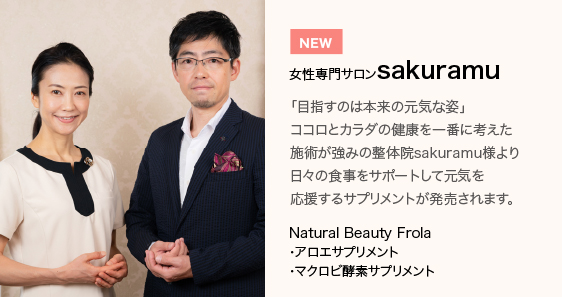 NEW
女性専門サロンsakuramu
「目指すのは本来の元気な姿」
ココロとカラダの健康を一番に考えた
施術が強みの整体院sakuramu様より
日々の食事をサポートして元気を
応援するサプリメントが発売されます。
Natural Beauty Frola
・アロエサプリメント
・マクロビ酵素サプリメント